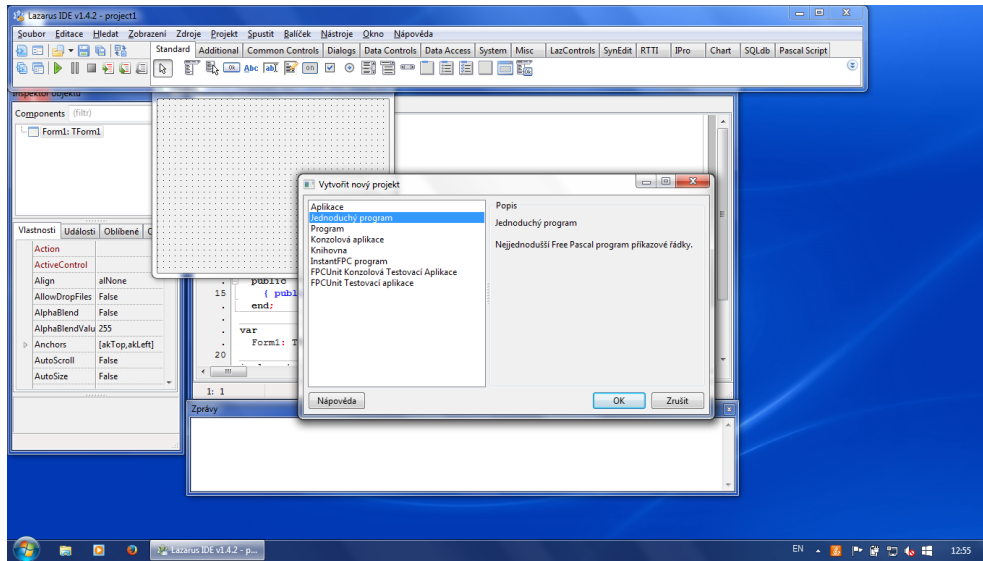 Lazarus IDE v1.4.2 - project1
Soubor Editace Hledat Zobrazení Zdroje Projekt Spustit Balíček Nástroje Okno Nápověda
Standard Additional Common Controls Dialogs Data Controls Data Access System Misc LazControls SynEdit RTTI IPro Chart SQLdb Pascal Script
Ok Abc abI on
Inspektor objektů
Components (filtr)
Form1: TForm1
Vlastnosti Události Oblíbené
Action
ActiveControl
Align alNone
AllowDropFiles False
AlphaBlend False
AlphaBlendValu 255
Anchors [akTop,akLeft]
AutoScroll False
AutoSize False
public
15 { publ
end;
var
Form1: T
20
1: 1
Zprávy
Vytvořit nový projekt
Aplikace
Jednoduchý program
Program
Konzolová aplikace
Knihovna
InstantFPC program
FPCUnit Konzolová Testovací Aplikace
FPCUnit Testovací aplikace
Popis
Jednoduchý program
Nejjednodušší Free Pascal program příkazové řádky.
Nápověda OK Zrušit
Lazarus IDE v1.4.2 - p...
EN 12:55